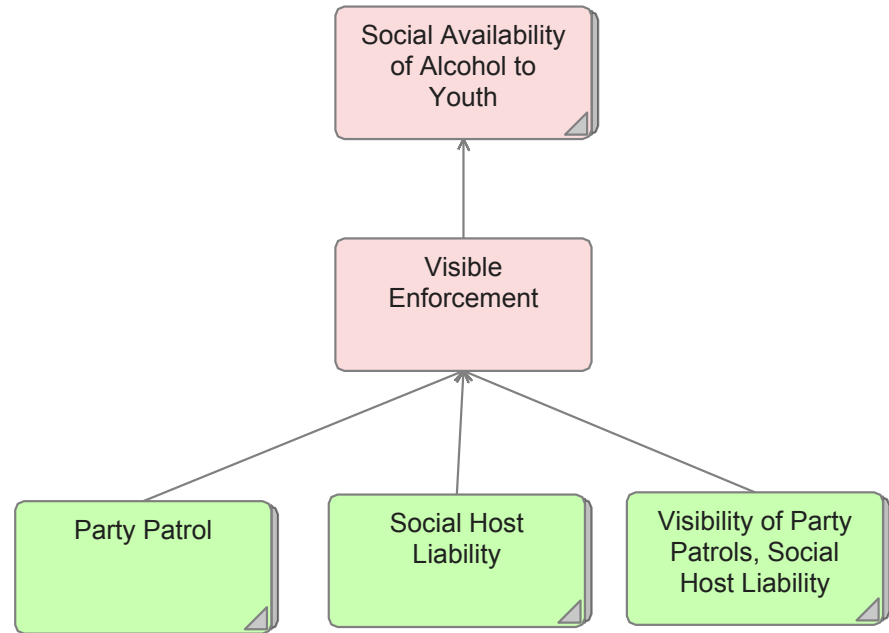 Social Availability
of Alcohol to
Youth
Visible
Enforcement
Party Patrol
Social Host
Liability
Visibility of Party
Patrols, Social
Host Liability